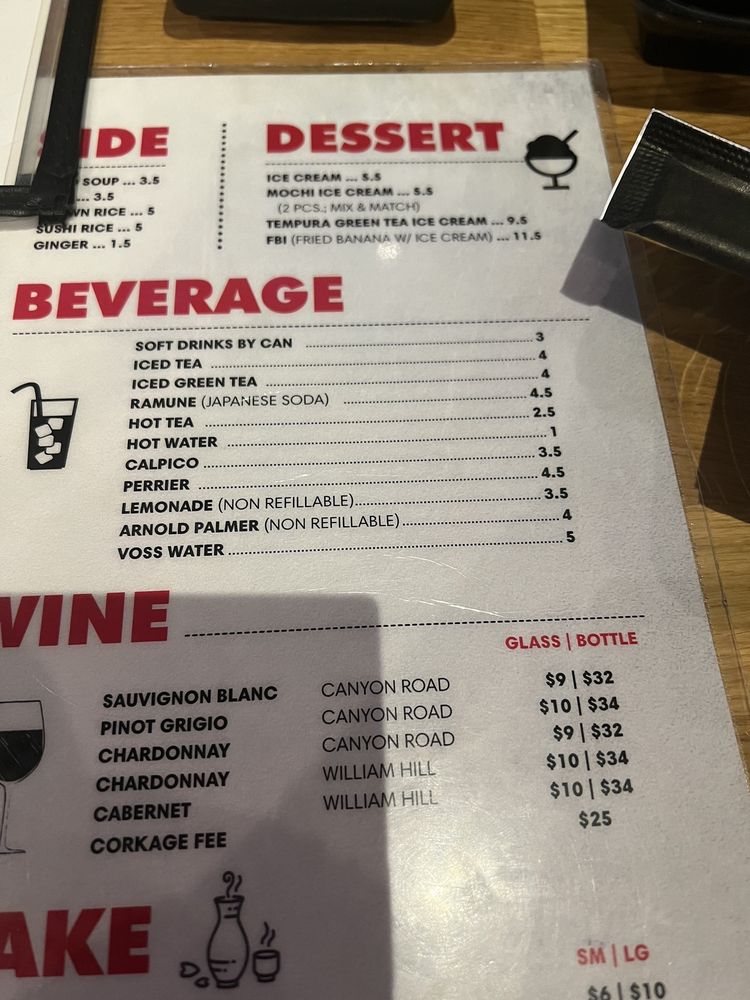 IDE
SOUP ... 3.5
... 3.5
WN RICE ... 5
SUSHI RICE ... 5
GINGER ... 1.5
DESSERT
ICE CREAM ... 5.5
MOCHI ICE CREAM ... 5.5
(2 PCS.; MIX & MATCH)
TEMPURA GREEN TEA ICE CREAM ... 9.5
FBI (FRIED BANANA W/ ICE CREAM) ... 11.5
BEVERAGE
SOFT DRINKS BY CAN ... 3
ICED TEA ... 4
ICED GREEN TEA ... 4
RAMUNE (JAPANESE SODA) ... 4.5
HOT TEA ... 2.5
HOT WATER ... 1
CALPICO ... 3.5
PERRIER ... 4.5
LEMONADE (NON REFILLABLE) ... 3.5
ARNOLD PALMER (NON REFILLABLE) ... 4
VOSS WATER ... 5
WINE
GLASS | BOTTLE
SAUVIGNON BLANC CANYON ROAD $9 | $32
PINOT GRIGIO CANYON ROAD $10 | $34
CHARDONNAY CANYON ROAD $9 | $32
CHARDONNAY WILLIAM HILL $10 | $34
CABERNET WILLIAM HILL $10 | $34
CORKAGE FEE $25
AKE
SM | LG
$6 | $10